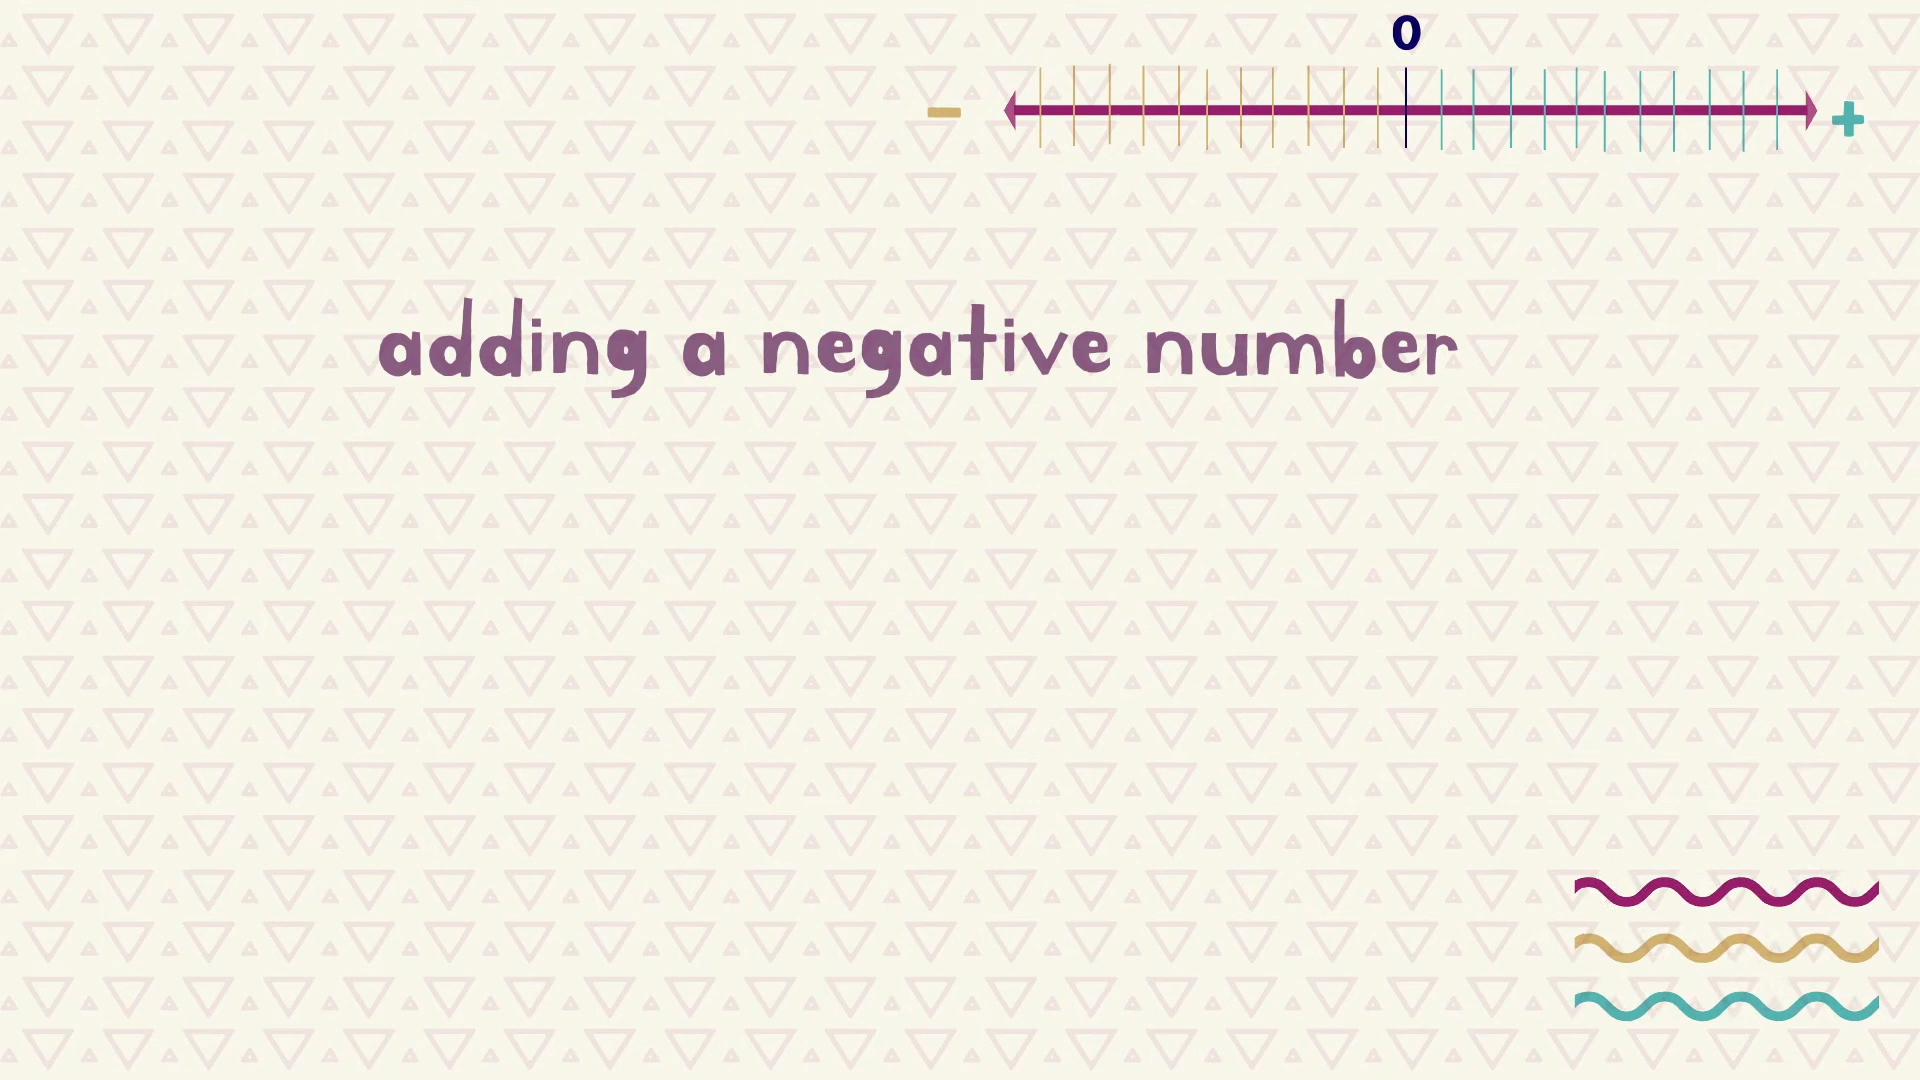 0
− +
adding a negative number